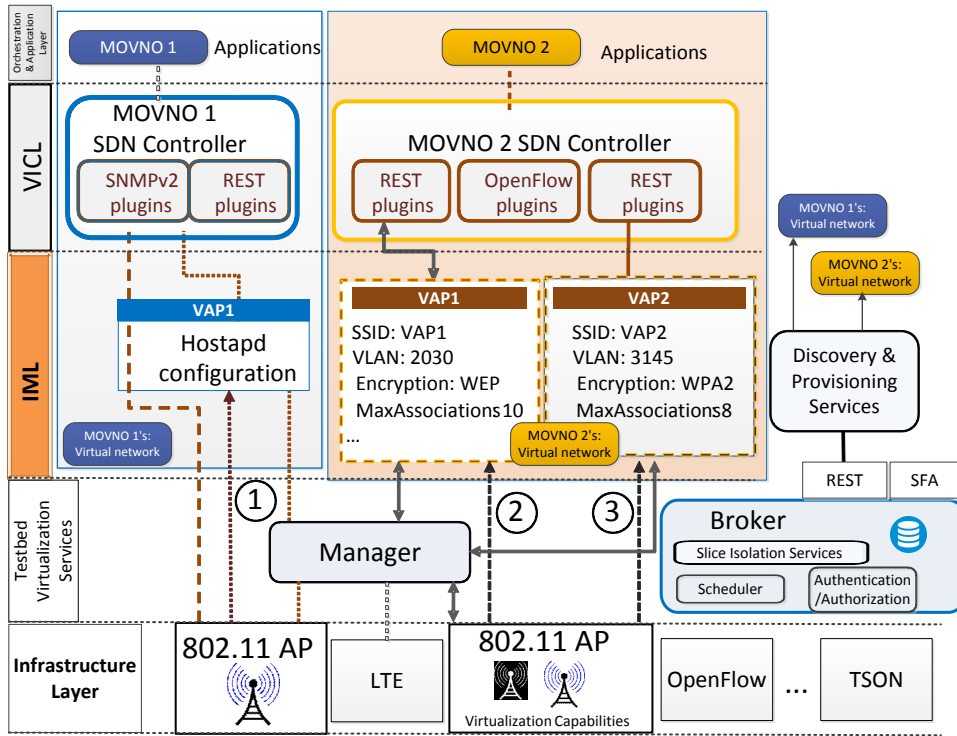 Orchestration
& Application
Layer
MOVNO 1
Applications
MOVNO 2
Applications
VICL
MOVNO 1
SDN Controller
SNMPv2
plugins
REST
plugins
MOVNO 2 SDN Controller
REST
plugins
OpenFlow
plugins
REST
plugins
MOVNO 1's:
Virtual network
MOVNO 2's:
Virtual network
IML
VAP1
Hostapd
configuration
MOVNO 1's:
Virtual network
VAP1
SSID: VAP1
VLAN: 2030
Encryption: WEP
MaxAssociations10
...
VAP2
SSID: VAP2
VLAN: 3145
Encryption: WPA2
MaxAssociations8
MOVNO 2's:
Virtual network
Discovery &
Provisioning
Services
REST
SFA
Testbed
Virtualization
Services
1
2
3
Manager
Broker
Slice Isolation Services
Scheduler
Authentication
/Authorization
Infrastructure
Layer
802.11 AP
LTE
802.11 AP
Virtualization Capabilities
OpenFlow
...
TSON